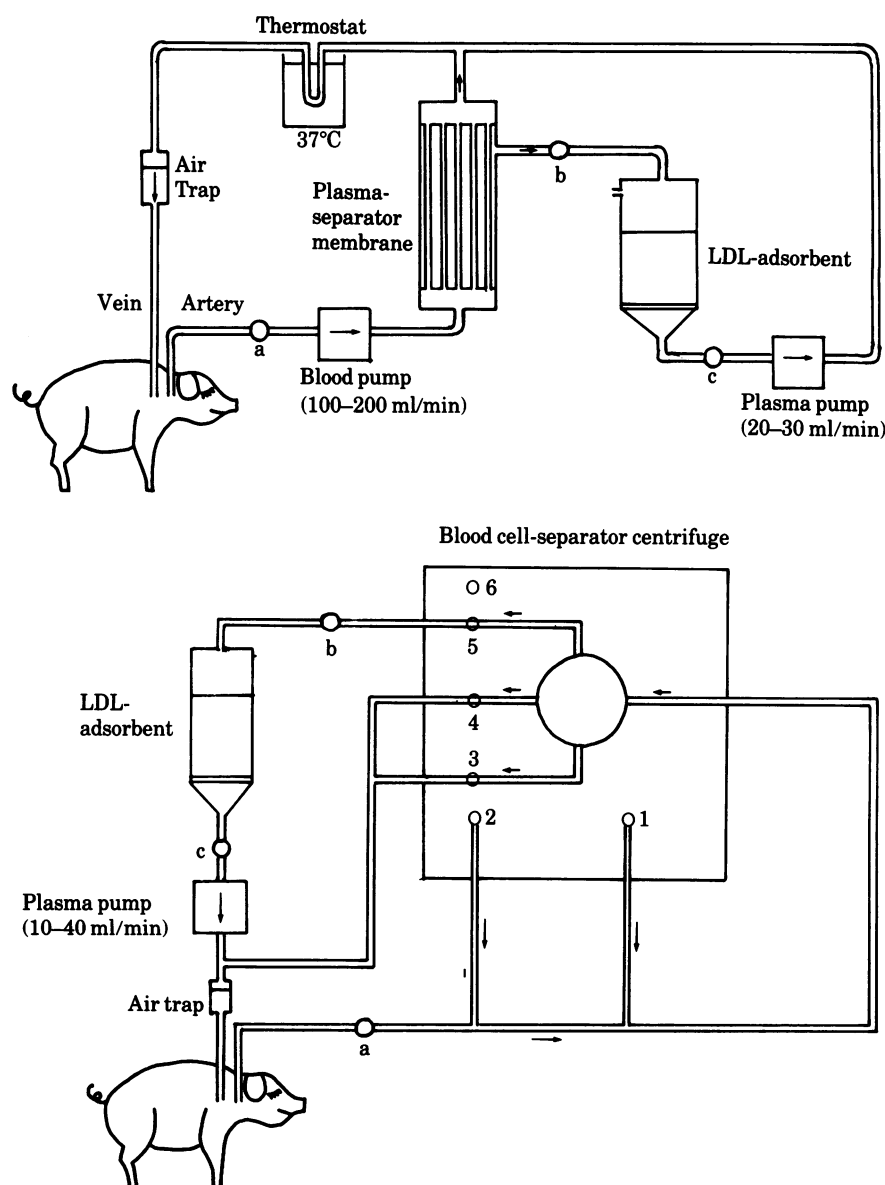 Thermostat
37°C
Air
Trap
Plasma-
separator
membrane
b
LDL-adsorbent
Vein
Artery
a
Blood pump
(100–200 ml/min)
c
Plasma pump
(20–30 ml/min)
Blood cell-separator centrifuge
6
5
b
LDL-
adsorbent
4
3
2
1
c
Plasma pump
(10–40 ml/min)
Air trap
a